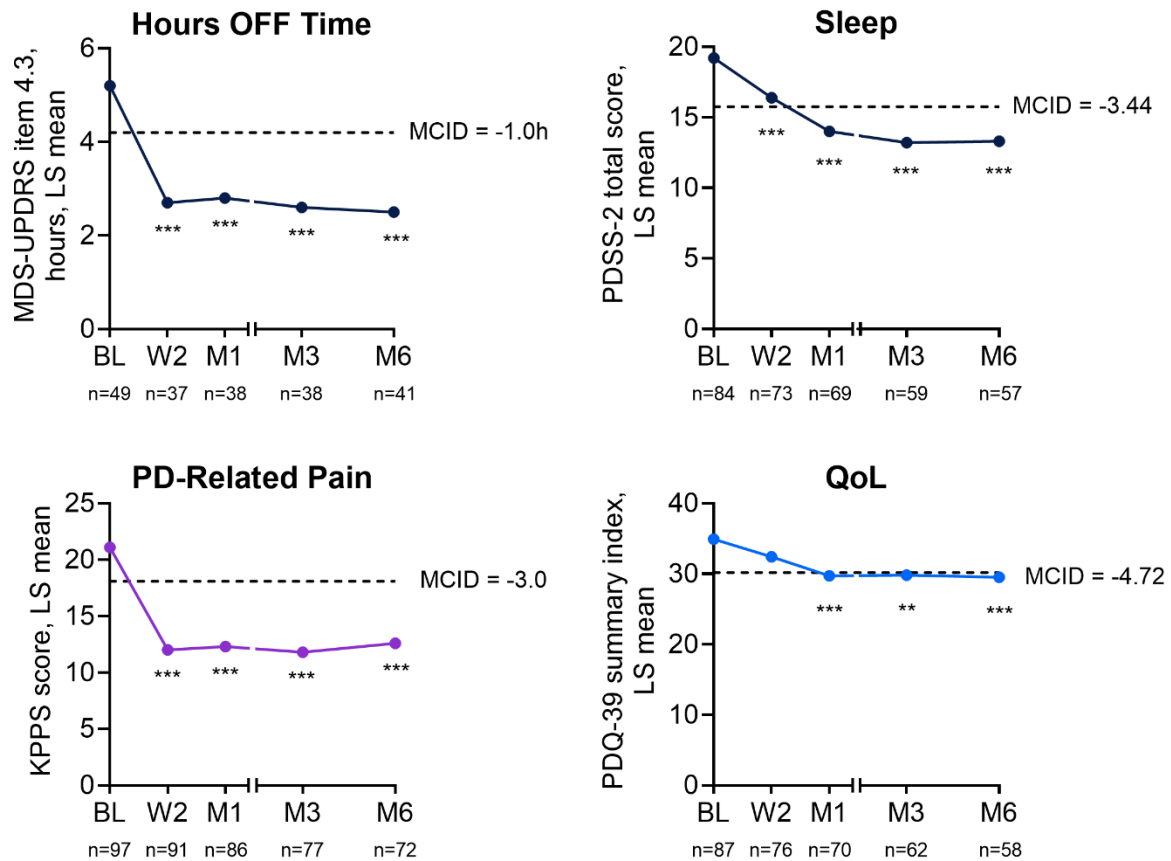 Hours OFF Time
MDS-UPDRS item 4.3,
hours, LS mean
6
4
2
0
MCID = -1.0h
***
***
***
***
BL W2 M1 M3 M6
n=49 n=37 n=38 n=38 n=41
Sleep
PDSS-2 total score,
LS mean
20
15
10
5
0
MCID = -3.44
***
***
***
***
BL W2 M1 M3 M6
n=84 n=73 n=69 n=59 n=57
PD-Related Pain
KPPS score, LS mean
25
20
15
10
5
0
MCID = -3.0
***
***
***
***
BL W2 M1 M3 M6
n=97 n=91 n=86 n=77 n=72
QoL
PDQ-39 summary index,
LS mean
40
30
20
10
0
MCID = -4.72
***
**
***
BL W2 M1 M3 M6
n=87 n=76 n=70 n=62 n=58